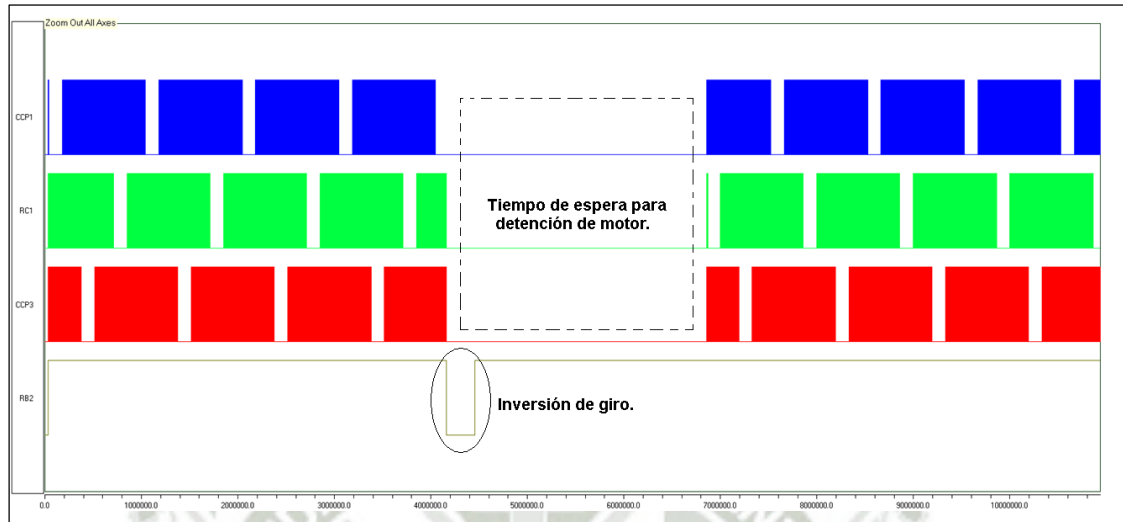 Zoom Out All Axes
CCP1
RC1
Tiempo de espera para
detención de motor.
CCP3
RB2
Inversión de giro.
0.0 1000000.0 2000000.0 3000000.0 4000000.0 5000000.0 6000000.0 7000000.0 8000000.0 9000000.0 10000000.0